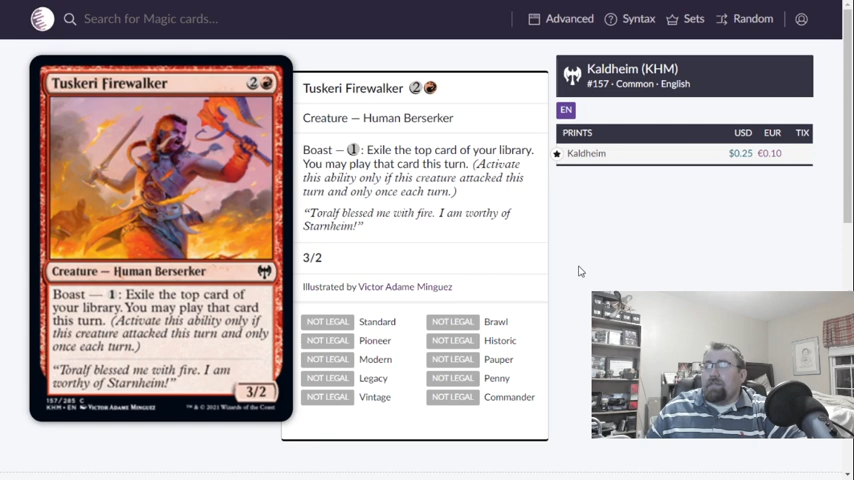 Search for Magic cards...
Advanced
Syntax
Sets
Random
Tuskeri Firewalker 2
Creature — Human Berserker
Boast — 1: Exile the top card of
your library. You may play that card
this turn. (Activate this ability only if
this creature attacked this turn and only
once each turn.)
"Toralf blessed me with fire. I am
worthy of Starnheim!"
3/2
157/285 C
KHM • EN VICTOR ADAME MINGUEZ
™ & © 2021 Wizards of the Coast
Tuskeri Firewalker 2
Creature — Human Berserker
Boast — 1: Exile the top card of your library.
You may play that card this turn. (Activate
this ability only if this creature attacked this
turn and only once each turn.)
"Toralf blessed me with fire. I am worthy of
Starnheim!"
3/2
Illustrated by Victor Adame Minguez
NOT LEGAL Standard NOT LEGAL Brawl
NOT LEGAL Pioneer NOT LEGAL Historic
NOT LEGAL Modern NOT LEGAL Pauper
NOT LEGAL Legacy NOT LEGAL Penny
NOT LEGAL Vintage NOT LEGAL Commander
Kaldheim (KHM)
#157 • Common • English
EN
PRINTS USD EUR TIX
Kaldheim $0.25 €0.10